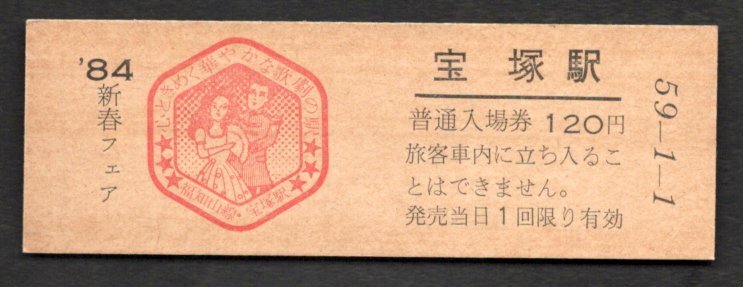 '84
新春フェア
心ときめく華やかな歌劇の駅
福知山線・宝塚駅
宝塚駅
普通入場券 120円
旅客車内に立ち入るこ
とはできません。
発売当日1回限り有効
59-1-1